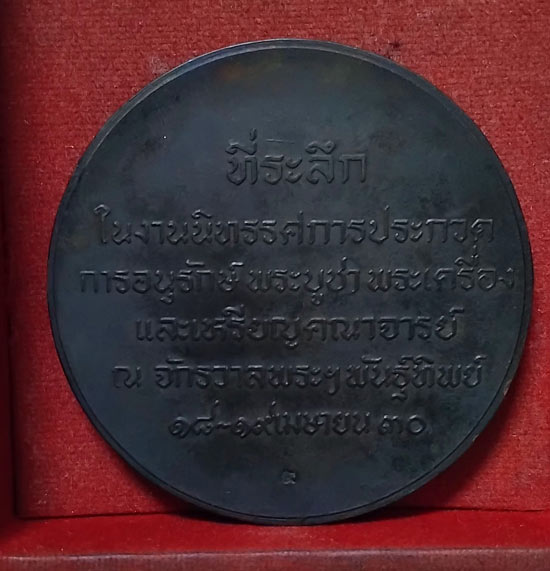 ที่ระลึก
ในงานนิทรรศการประกวด
การอนุรักษ์ พระบูชา พระเครื่อง
และเหรียญคณาจารย์
ณ จักรวาลพระฯพันธุ์ทิพย์
๑๘-๑๙เมษายน ๓๐